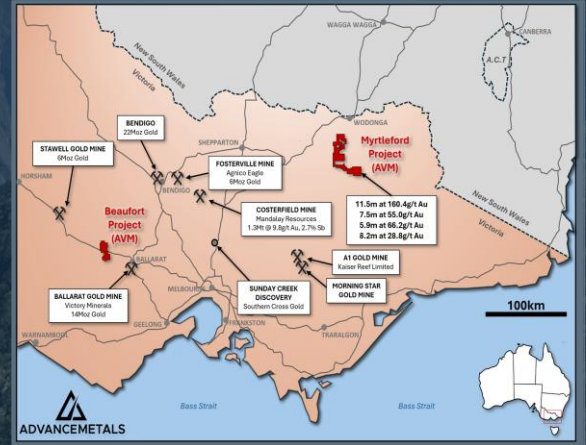 WAGGA WAGGA
CANBERRA
A.C.T
New South Wales
Victoria
WODONGA
BENDIGO
22Moz Gold
STAWELL GOLD MINE
6Moz Gold
SHEPPARTON
Myrtleford
Project
(AVM)
HORSHAM
FOSTERVILLE MINE
Agnico Eagle
6Moz Gold
BENDIGO
New South Wales
Victoria
COSTERFIELD MINE
Mandalay Resources
1.3Mt @ 9.8g/t Au, 2.7% Sb
11.5m at 160.4g/t Au
7.5m at 55.0g/t Au
5.9m at 66.2g/t Au
8.2m at 28.8g/t Au
Beaufort
Project
(AVM)
A1 GOLD MINE
Kaiser Reef Limited
BALLARAT
SUNDAY CREEK
DISCOVERY
Southern Cross Gold
MORNING STAR
GOLD MINE
BALLARAT GOLD MINE
Victory Minerals
14Moz Gold
MELBOURNE
100km
GEELONG
FRANKSTON
TRARALGON
WARNAMBOOL
Bass Strait
Bass Strait
ADVANCEMETALS